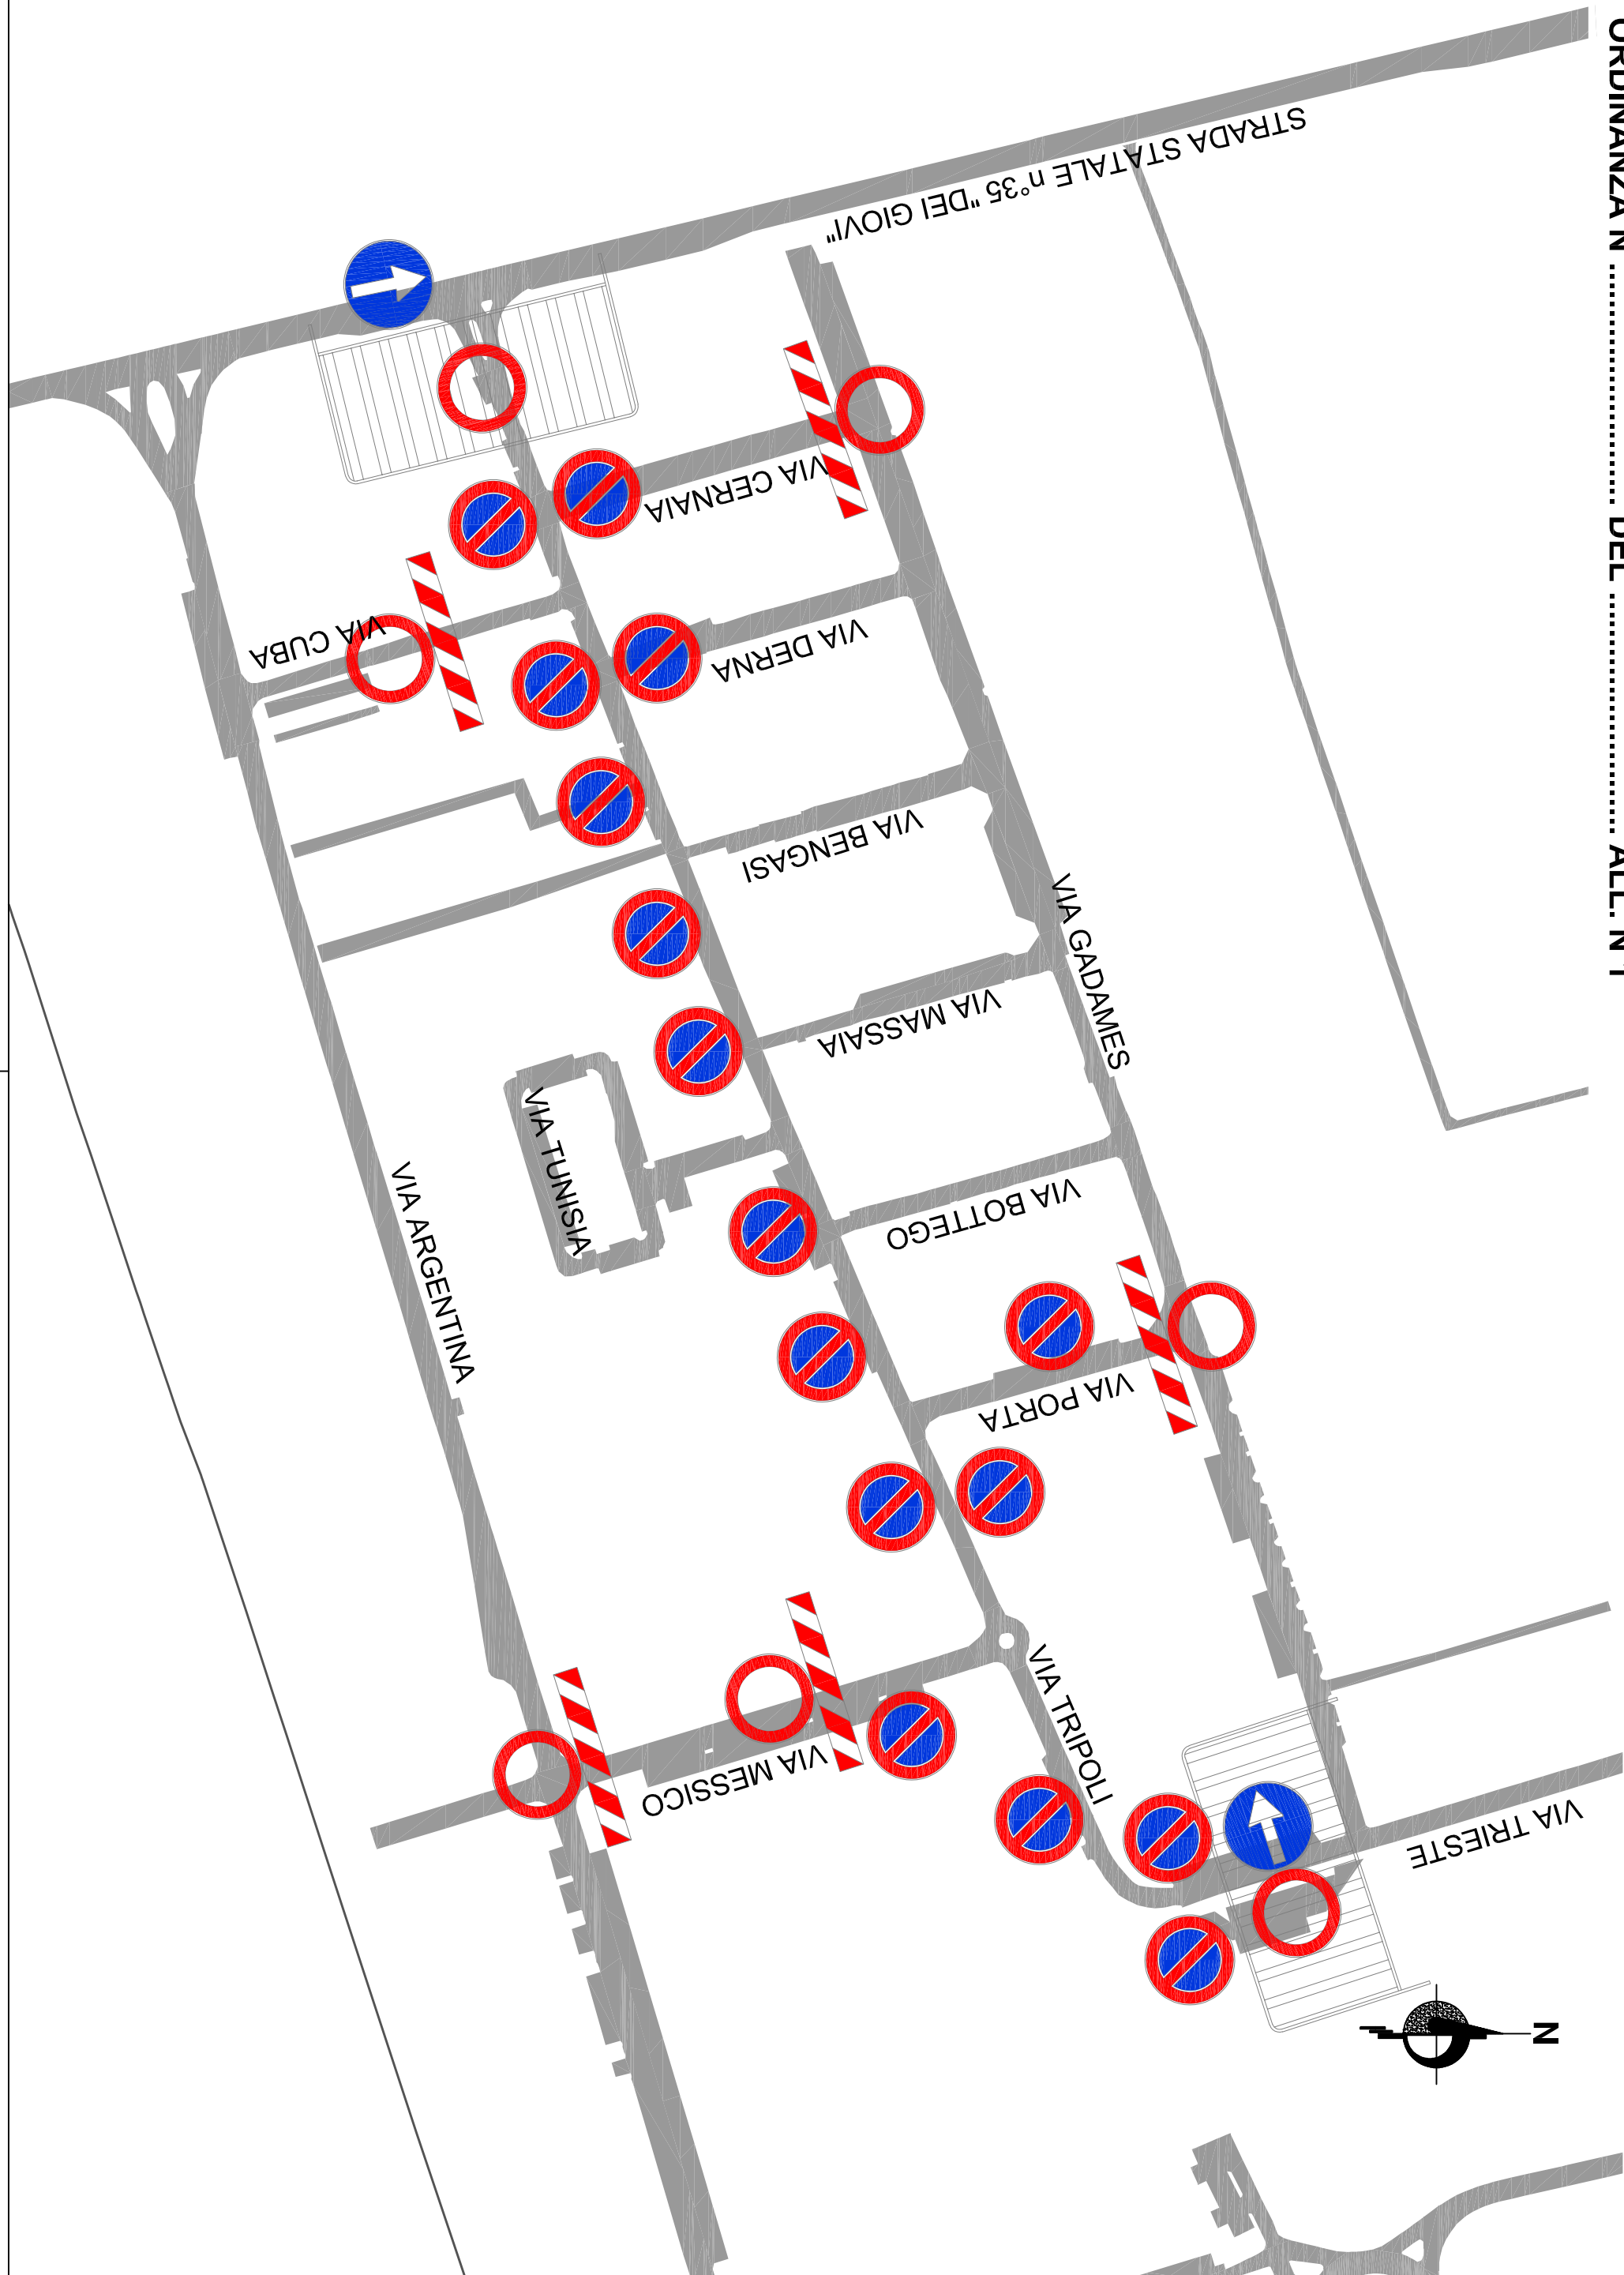 ORDINANZA N ................................... DEL ................................... ALL. N°1
STRADA STATALE n°35 "DEI GIOVI"
VIA CERNAIA
VIA CUBA
VIA DERNA
VIA BENGASI
VIA GADAMES
VIA MASSAIA
VIA TUNISIA
VIA ARGENTINA
VIA BOTTEGO
VIA PORTA
VIA TRIPOLI
VIA MESSICO
VIA TRIESTE
N